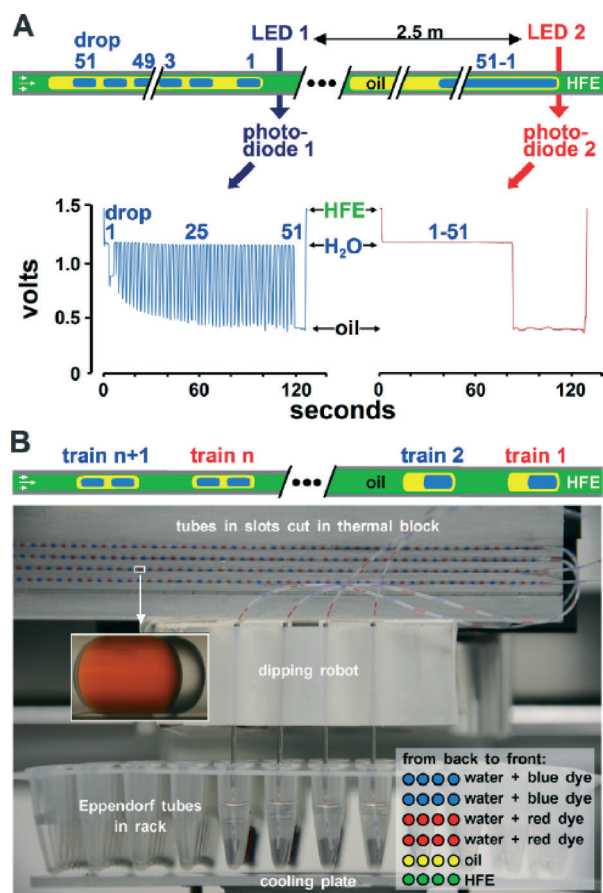 A
LED 1
2.5 m
LED 2
drop
51 49 3 1
51-1
oil
HFE
photo-
diode 1
photo-
diode 2
1.5
drop
1 25 51
HFE
H₂O
1-51
1.0
volts
0.5
oil
0 60 120
0 60 120
seconds
B
train n+1 train n train 2 train 1
oil HFE
tubes in slots cut in thermal block
dipping robot
from back to front:
water + blue dye
water + blue dye
water + red dye
water + red dye
oil
HFE
Eppendorf tubes
in rack
cooling plate